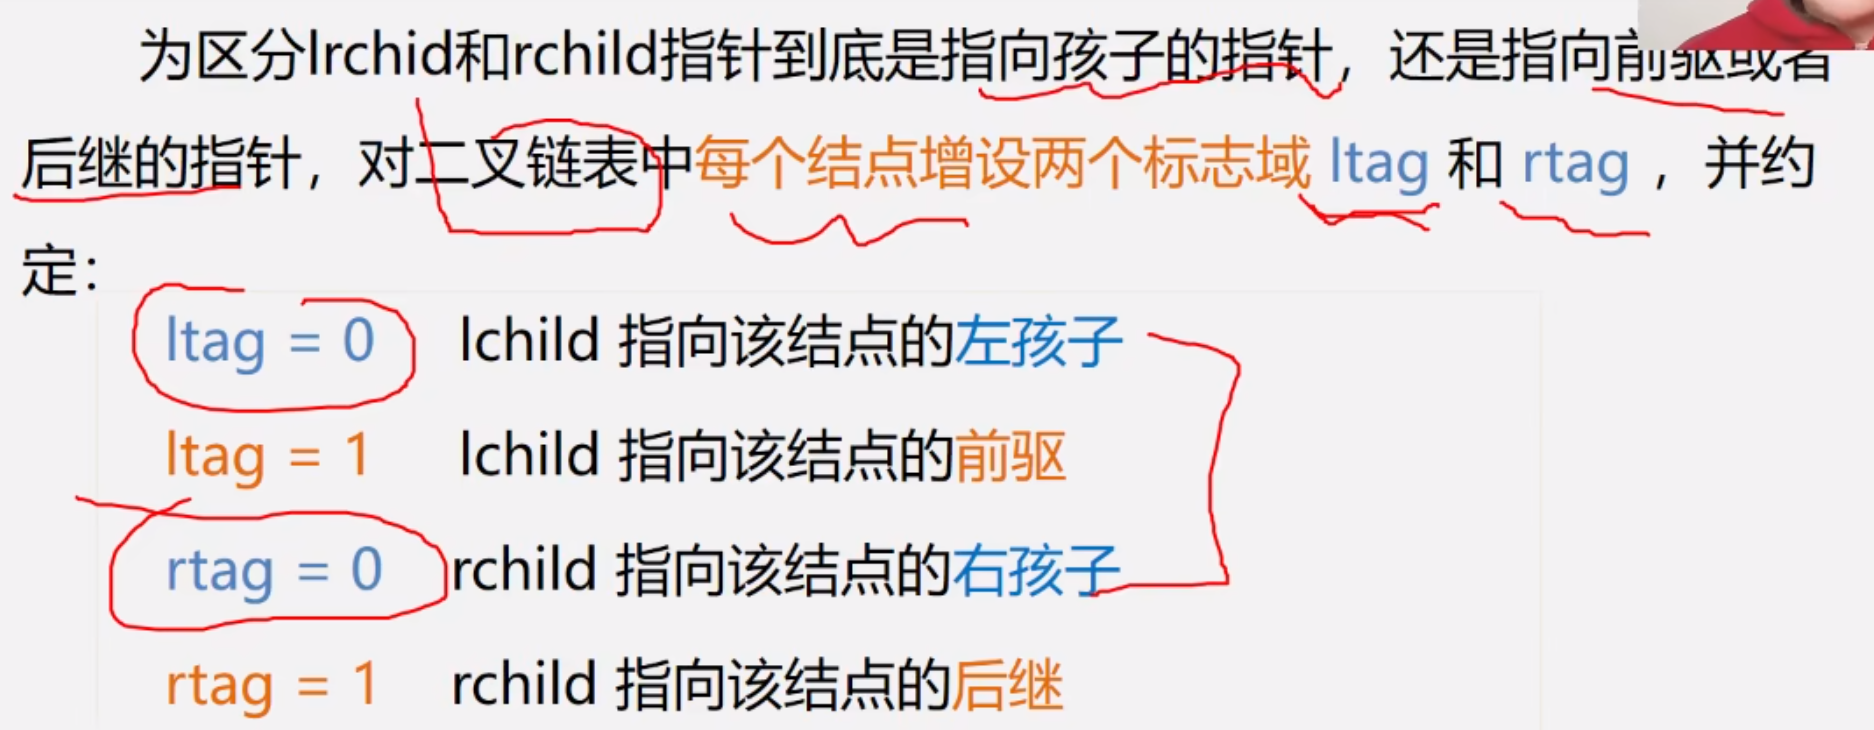 为区分lrchid和rchild指针到底是指向孩子的指针，还是指向前驱或者
后继的指针，对二叉链表中每个结点增设两个标志域 ltag 和 rtag ，并约
定：
ltag = 0 lchild 指向该结点的左孩子
ltag = 1 lchild 指向该结点的前驱
rtag = 0 rchild 指向该结点的右孩子
rtag = 1 rchild 指向该结点的后继